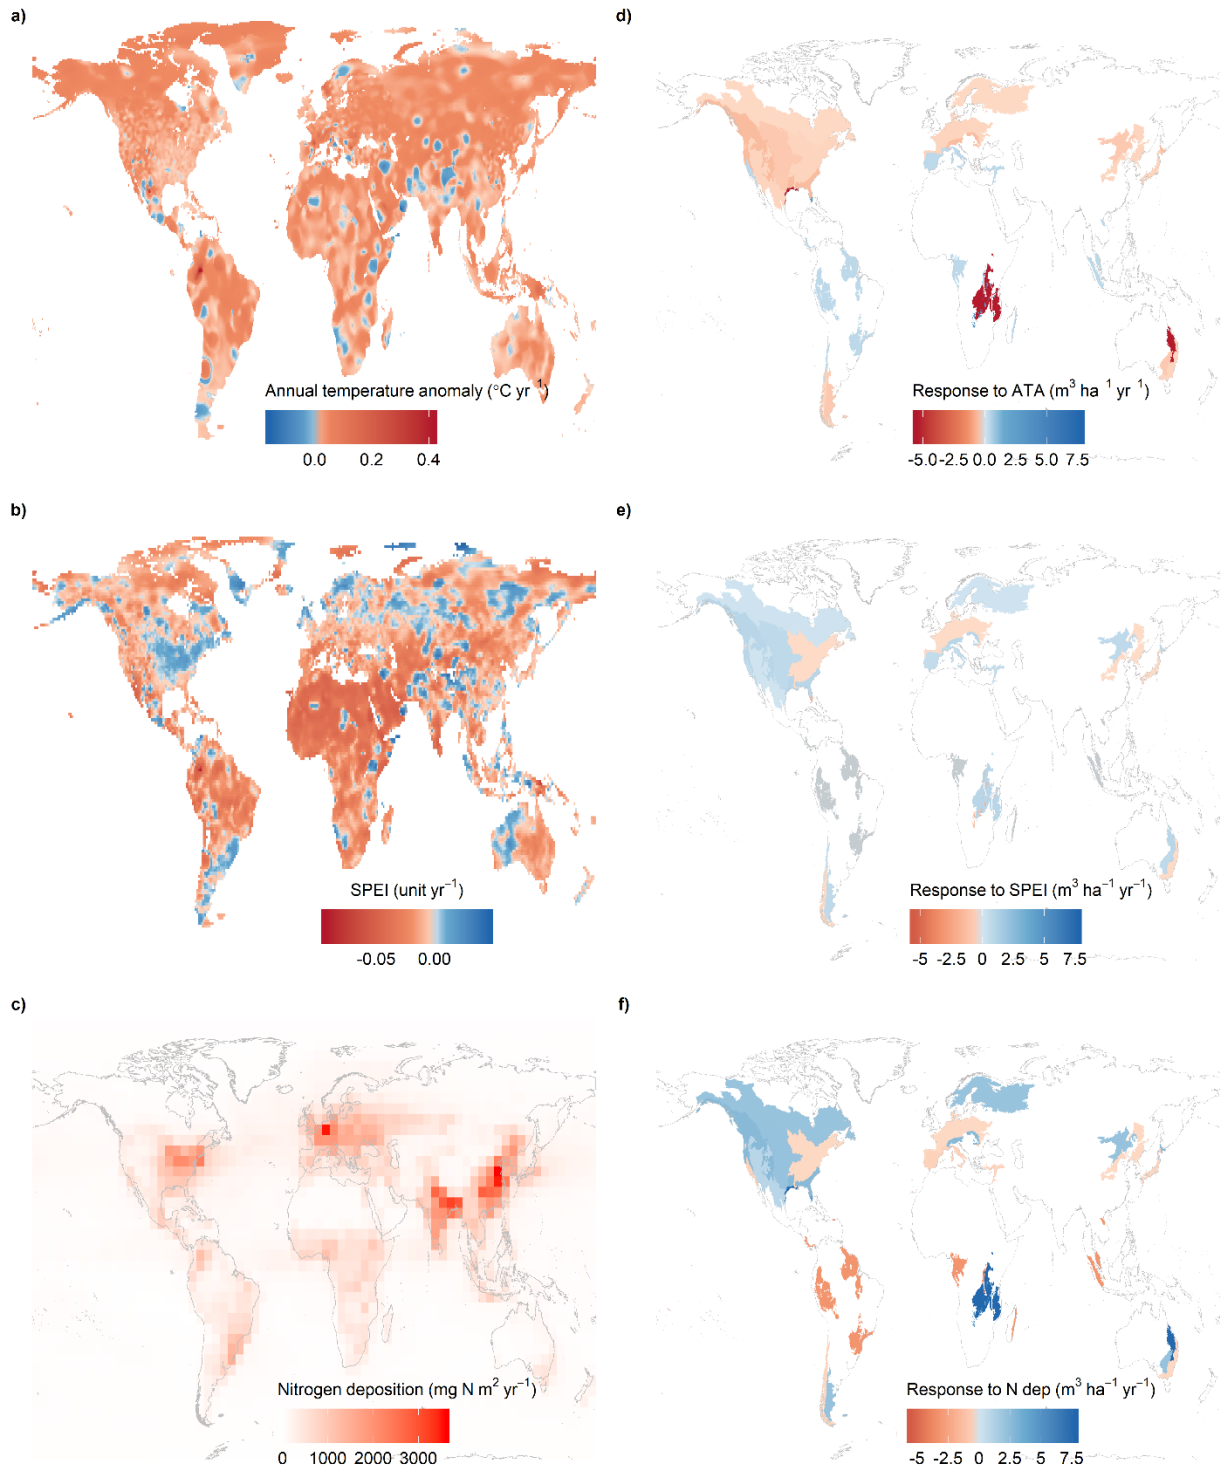 a)
Annual temperature anomaly (°C yr⁻¹)
0.0 0.2 0.4
d)
Response to ATA (m³ ha⁻¹ yr⁻¹)
-5.0 -2.5 0.0 2.5 5.0 7.5
b)
SPEI (unit yr⁻¹)
-0.05 0.00
e)
Response to SPEI (m³ ha⁻¹ yr⁻¹)
-5 -2.5 0 2.5 5 7.5
c)
Nitrogen deposition (mg N m² yr⁻¹)
0 1000 2000 3000
f)
Response to N dep (m³ ha⁻¹ yr⁻¹)
-5 -2.5 0 2.5 5 7.5